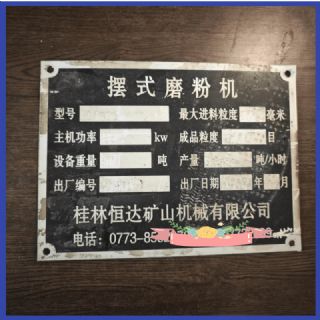 摆式磨粉机
型号 最大进料粒度 毫米
主机功率 kw 成品粒度 目
设备重量 吨 产量 吨/小时
出厂编号 出厂日期 年 月
桂林恒达矿山机械有限公司
电话：0773-8